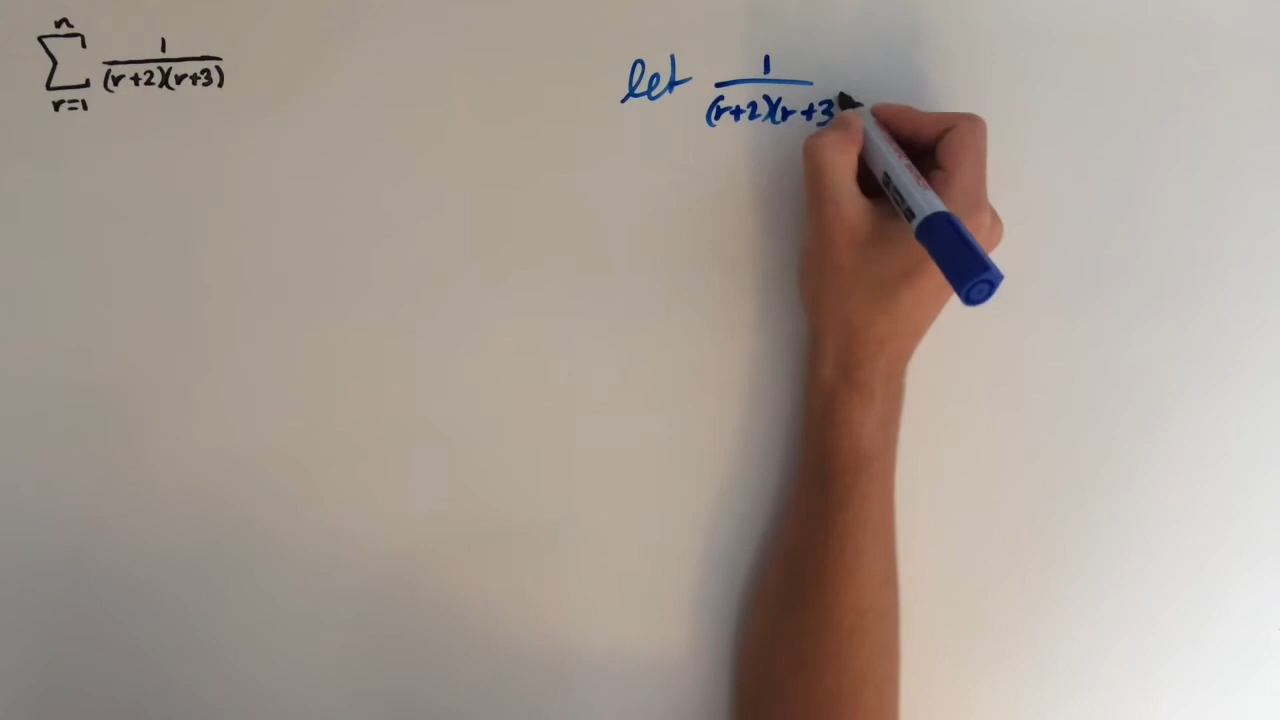 n
∑ 1/((r+2)(r+3))
r=1
let 1/((r+2)(r+3